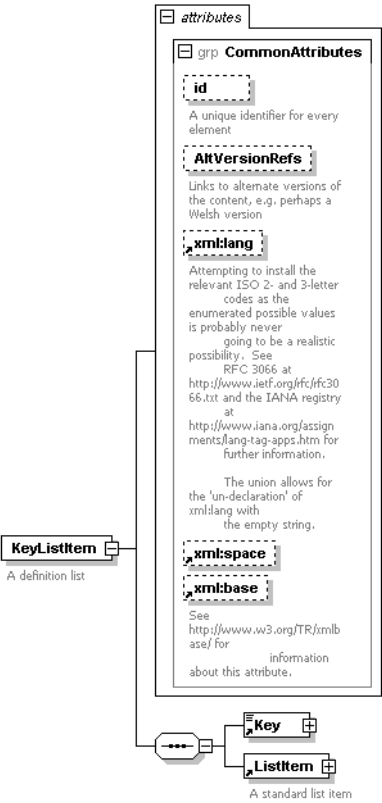 attributes
grp CommonAttributes
id
A unique identifier for every
element
AltVersionRefs
Links to alternate versions of
the content, e.g. perhaps a
Welsh version
xml:lang
Attempting to install the
relevant ISO 2- and 3-letter
codes as the
enumerated possible values
is probably never
going to be a realistic
possibility. See
RFC 3066 at
http://www.ietf.org/rfc/rfc30
66.txt and the IANA registry
at
http://www.iana.org/assign
ments/lang-tag-apps.htm for
further information.
The union allows for
the 'un-declaration' of
xml:lang with
the empty string.
xml:space
xml:base
See
http://www.w3.org/TR/xmlb
ase/ for
information
about this attribute.
KeyListItem
A definition list
Key
ListItem
A standard list item